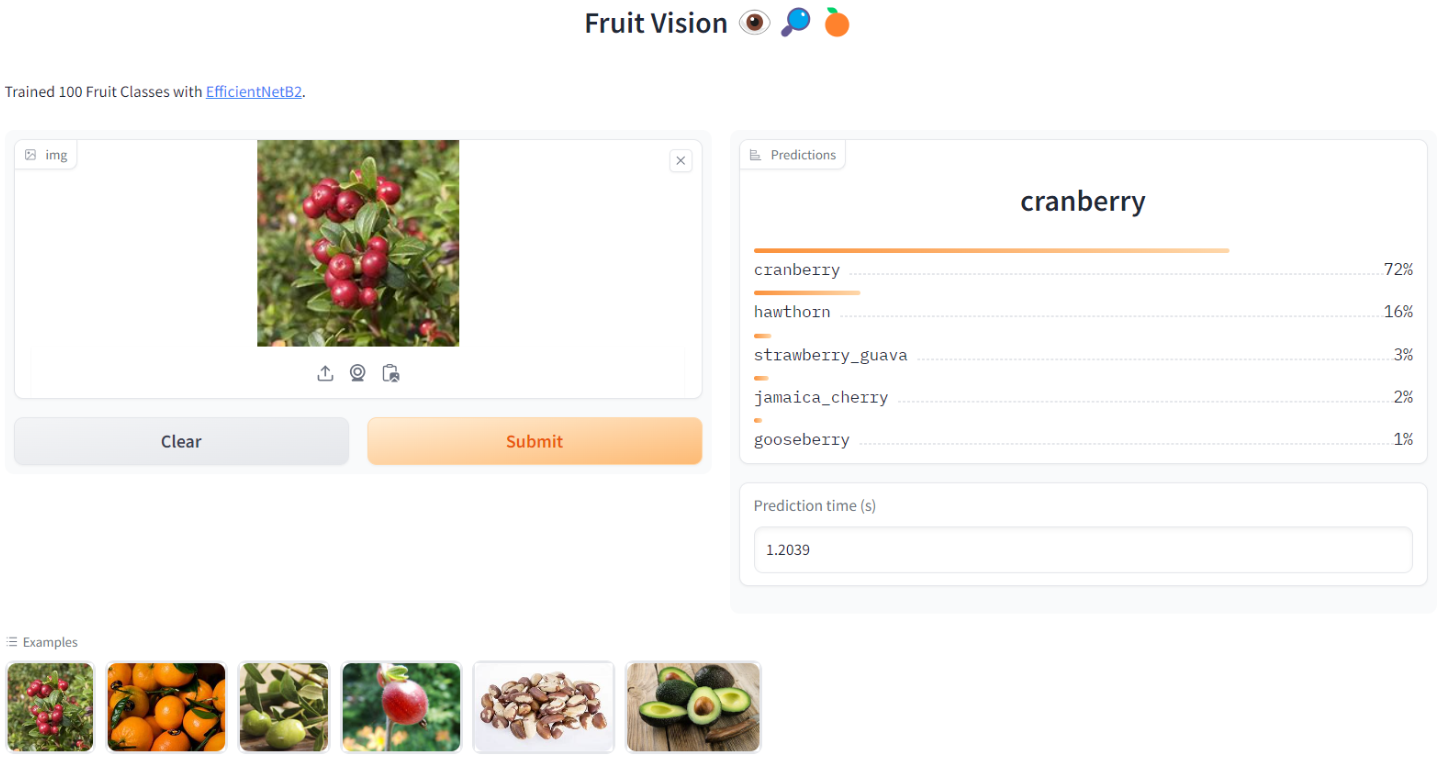 Fruit Vision 👁️ 🔎 🍊
Trained 100 Fruit Classes with EfficientNetB2.
img
Clear
Submit
Predictions
cranberry
cranberry 72%
hawthorn 16%
strawberry_guava 3%
jamaica_cherry 2%
gooseberry 1%
Prediction time (s)
1.2039
Examples